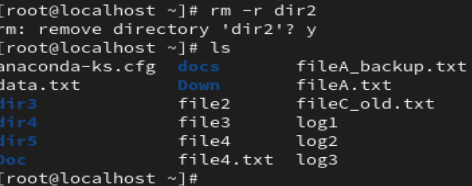 [root@localhost ~]# rm -r dir2
rm: remove directory 'dir2'? y
[root@localhost ~]# ls
anaconda-ks.cfg docs fileA_backup.txt
data.txt Down fileA.txt
dir3 file2 fileC_old.txt
dir4 file3 log1
dir5 file4 log2
Doc file4.txt log3
[root@localhost ~]#